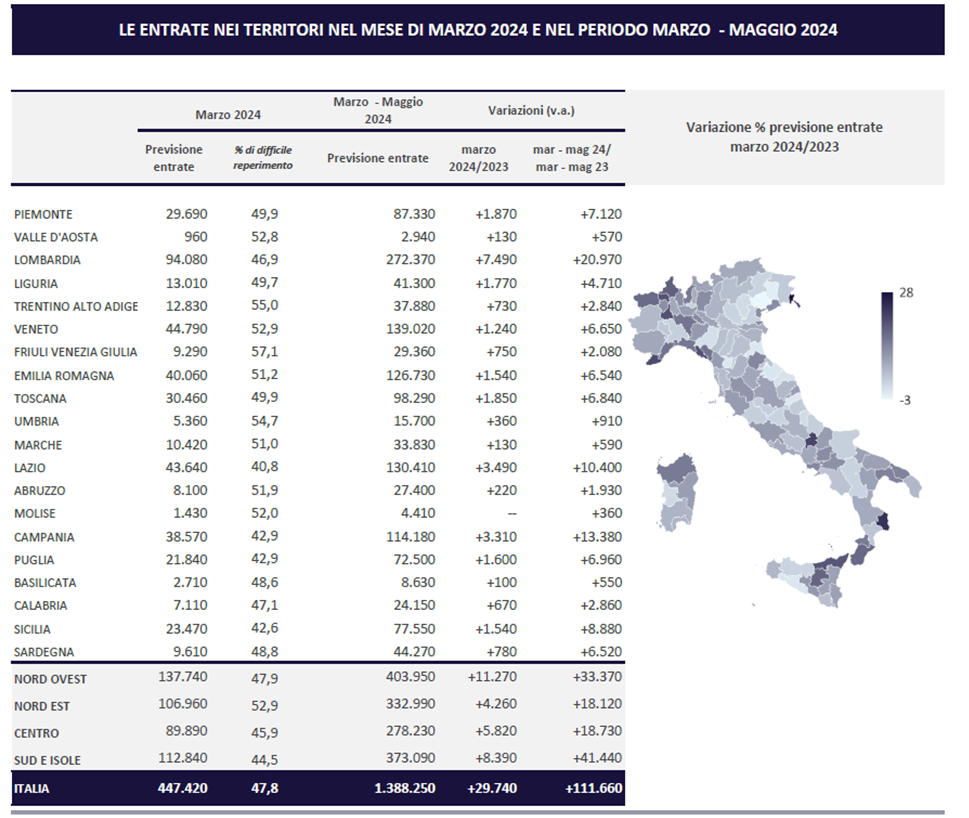 LE ENTRATE NEI TERRITORI NEL MESE DI MARZO 2024 E NEL PERIODO MARZO - MAGGIO 2024
Marzo 2024
Marzo - Maggio
2024
Variazioni (v.a.)
Previsione
entrate
% di difficile
reperimento
Previsione entrate
marzo
2024/2023
mar - mag 24/
mar - mag 23
Variazione % previsione entrate
marzo 2024/2023
PIEMONTE 29.690 49,9 87.330 +1.870 +7.120
VALLE D'AOSTA 960 52,8 2.940 +130 +570
LOMBARDIA 94.080 46,9 272.370 +7.490 +20.970
LIGURIA 13.010 49,7 41.300 +1.770 +4.710
TRENTINO ALTO ADIGE 12.830 55,0 37.880 +730 +2.840
VENETO 44.790 52,9 139.020 +1.240 +6.650
FRIULI VENEZIA GIULIA 9.290 57,1 29.360 +750 +2.080
EMILIA ROMAGNA 40.060 51,2 126.730 +1.540 +6.540
TOSCANA 30.460 49,9 98.290 +1.850 +6.840
UMBRIA 5.360 54,7 15.700 +360 +910
MARCHE 10.420 51,0 33.830 +130 +590
LAZIO 43.640 40,8 130.410 +3.490 +10.400
ABRUZZO 8.100 51,9 27.400 +220 +1.930
MOLISE 1.430 52,0 4.410 -- +360
CAMPANIA 38.570 42,9 114.180 +3.310 +13.380
PUGLIA 21.840 42,9 72.500 +1.600 +6.960
BASILICATA 2.710 48,6 8.630 +100 +550
CALABRIA 7.110 47,1 24.150 +670 +2.860
SICILIA 23.470 42,6 77.550 +1.540 +8.880
SARDEGNA 9.610 48,8 44.270 +780 +6.520
NORD OVEST 137.740 47,9 403.950 +11.270 +33.370
NORD EST 106.960 52,9 332.990 +4.260 +18.120
CENTRO 89.890 45,9 278.230 +5.820 +18.730
SUD E ISOLE 112.840 44,5 373.090 +8.390 +41.440
ITALIA 447.420 47,8 1.388.250 +29.740 +111.660
28
-3